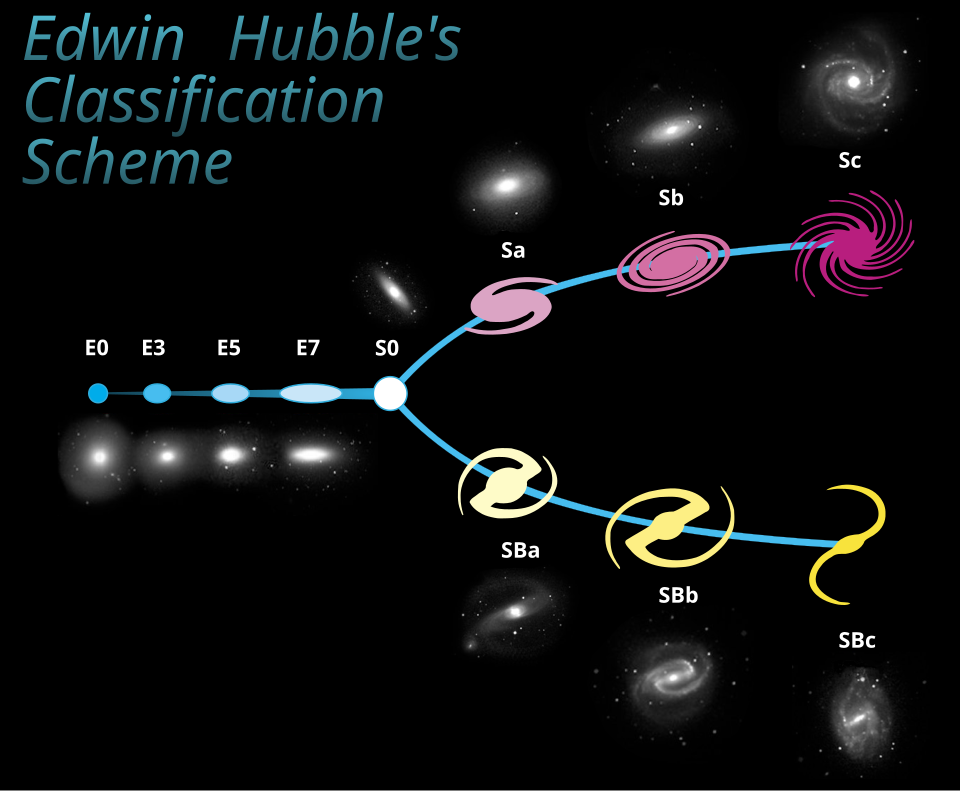 Edwin Hubble's
Classification
Scheme
Sc
Sb
Sa
E0 E3 E5 E7 S0
SBa
SBb
SBc